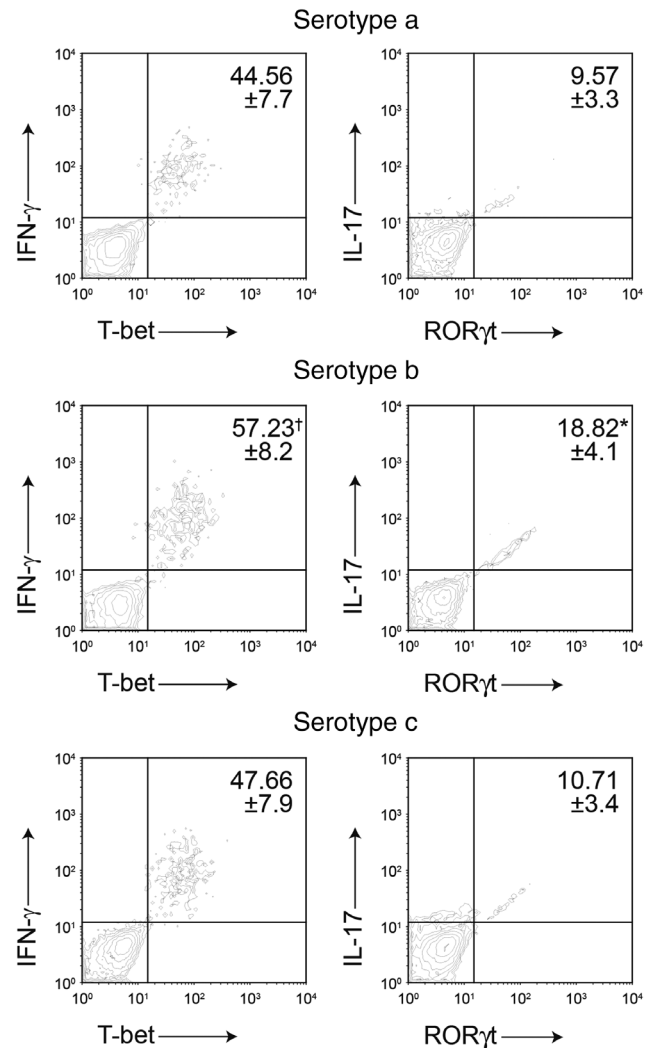 Serotype a
10⁴
10³
10²
10¹
10⁰
IFN-γ
44.56
±7.7
10⁰ 10¹ 10² 10³ 10⁴
T-bet
10⁴
10³
10²
10¹
10⁰
IL-17
9.57
±3.3
10⁰ 10¹ 10² 10³ 10⁴
RORγt
Serotype b
10⁴
10³
10²
10¹
10⁰
IFN-γ
57.23†
±8.2
10⁰ 10¹ 10² 10³ 10⁴
T-bet
10⁴
10³
10²
10¹
10⁰
IL-17
18.82*
±4.1
10⁰ 10¹ 10² 10³ 10⁴
RORγt
Serotype c
10⁴
10³
10²
10¹
10⁰
IFN-γ
47.66
±7.9
10⁰ 10¹ 10² 10³ 10⁴
T-bet
10⁴
10³
10²
10¹
10⁰
IL-17
10.71
±3.4
10⁰ 10¹ 10² 10³ 10⁴
RORγt